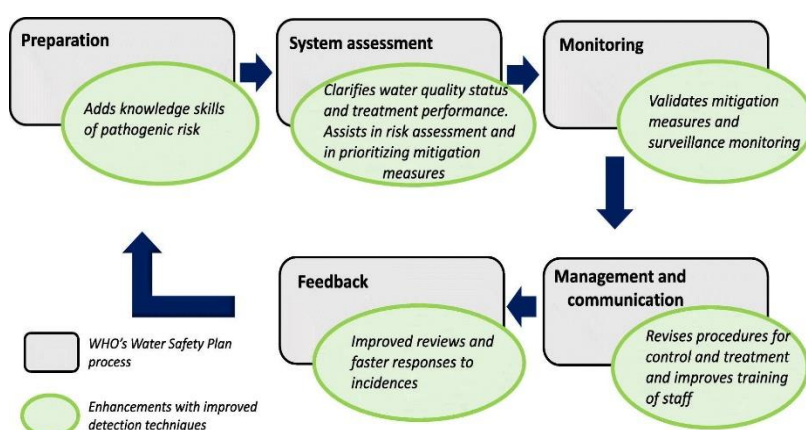 Preparation
Adds knowledge skills
of pathogenic risk
System assessment
Clarifies water quality status
and treatment performance.
Assists in risk assessment and
in prioritizing mitigation
measures
Monitoring
Validates mitigation
measures and
surveillance monitoring
Management and
communication
Revises procedures for
control and treatment
and improves training
of staff
Feedback
Improved reviews and
faster responses to
incidences
WHO's Water Safety Plan
process
Enhancements with improved
detection techniques